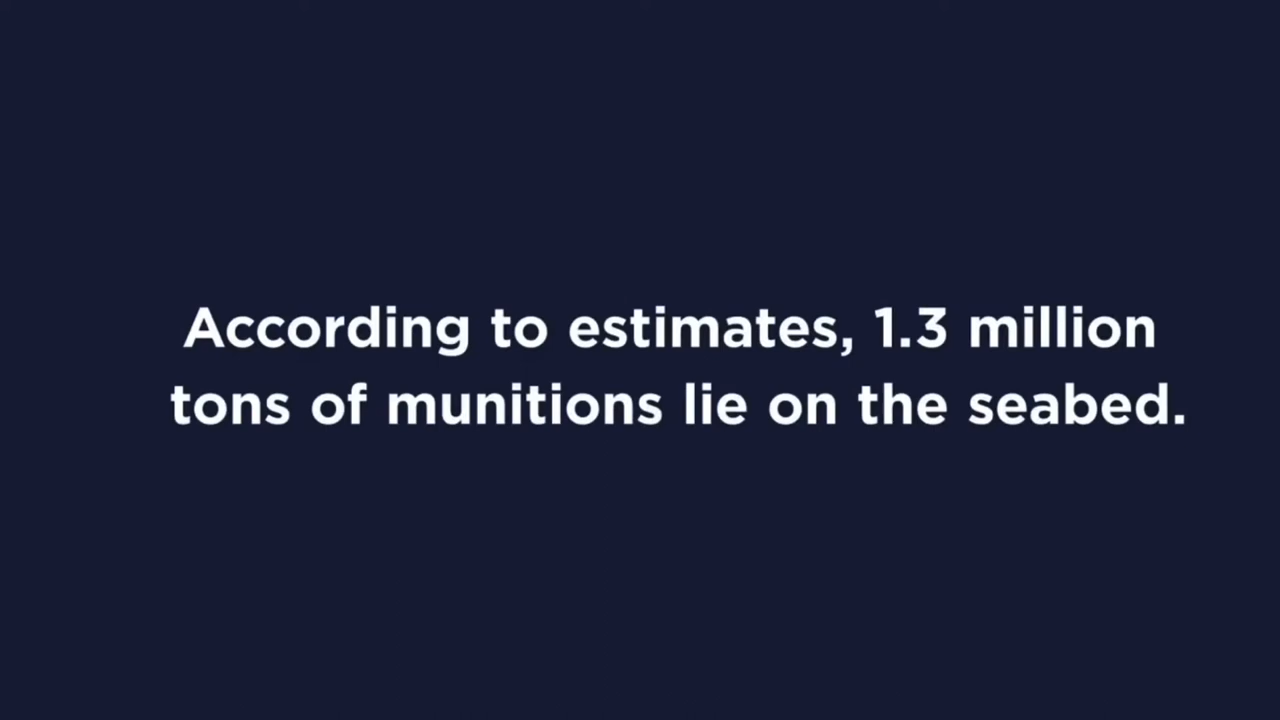 According to estimates, 1.3 million
tons of munitions lie on the seabed.